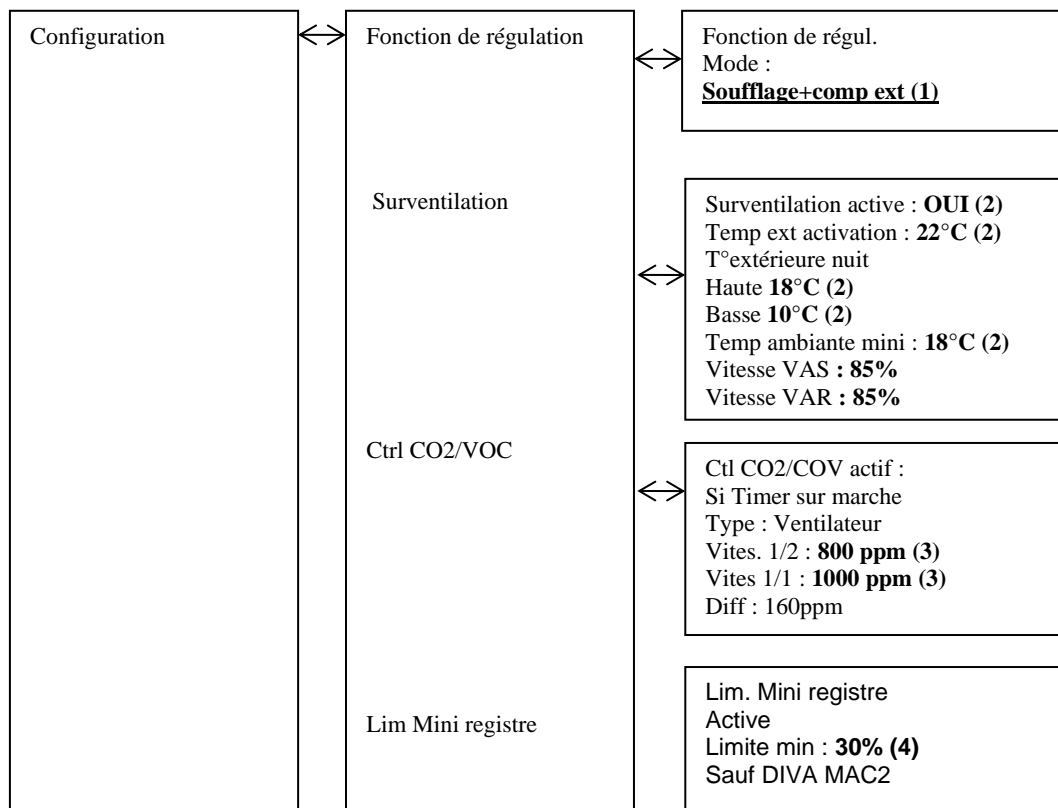 Configuration
Fonction de régulation
Fonction de régul.
Mode :
Soufflage+comp ext (1)
Surventilation
Surventilation active : OUI (2)
Temp ext activation : 22°C (2)
T°extérieure nuit
Haute 18°C (2)
Basse 10°C (2)
Temp ambiante mini : 18°C (2)
Vitesse VAS : 85%
Vitesse VAR : 85%
Ctrl CO2/VOC
Ctl CO2/COV actif :
Si Timer sur marche
Type : Ventilateur
Vites. 1/2 : 800 ppm (3)
Vites 1/1 : 1000 ppm (3)
Diff : 160ppm
Lim Mini registre
Lim. Mini registre
Active
Limite min : 30% (4)
Sauf DIVA MAC2